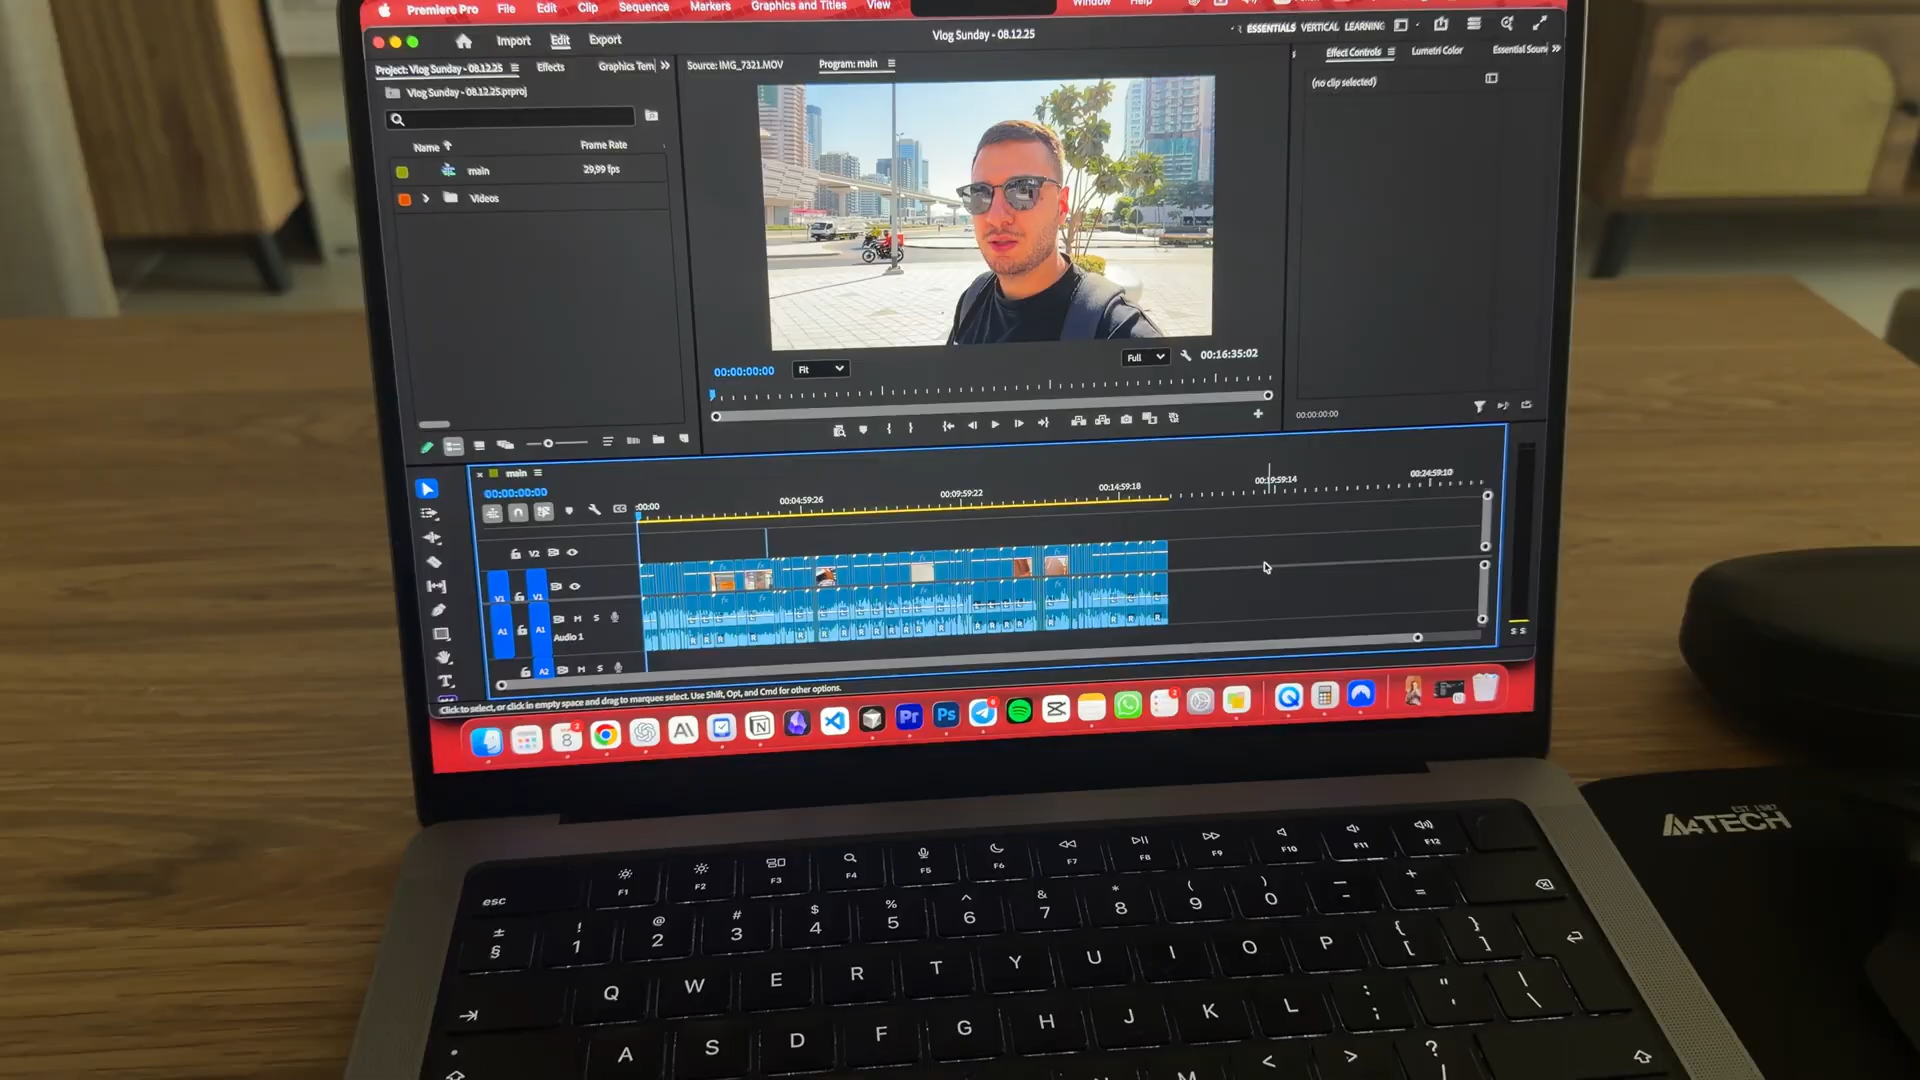 Premiere Pro File Edit Clip Sequence Markers Graphics and Titles View Window Help
Import Edit Export
Vlog Sunday - 08.12.25
ESSENTIALS VERTICAL LEARNING
Project: Vlog Sunday - 08.12.25
Effects
Graphics Tem
Source: IMG_7321.MOV
Program: main
Effect Controls
Lumetri Color
Essential Soun
Vlog Sunday - 08.12.25.prproj
(no clip selected)
Name
Frame Rate
main
29,99 fps
Videos
00:00:00:00
Fit
Full
00:16:35:02
00:00:00:00
main
00:00:00:00
:00:00
00:04:59:26
00:09:59:22
00:14:59:18
00:19:59:14
00:24:59:10
V2
V1 V1
A1 A1 M S
Audio 1
A2 M S
S S
Click to select, or click in empty space and drag to marquee select. Use Shift, Opt, and Cmd for other options.
8 Pr Ps
EST. 1987
A4TECH
esc F1 F2 F3 F4 F5 F6 F7 F8 F9 F10 F11 F12
± ! @ # $ % ^ & * ( ) — +
§ 1 2 3 4 5 6 7 8 9 0 - =
Q W E R T Y U I O P { [ } ]
A S D F G H J K L : ; " ' | \
M < > ?